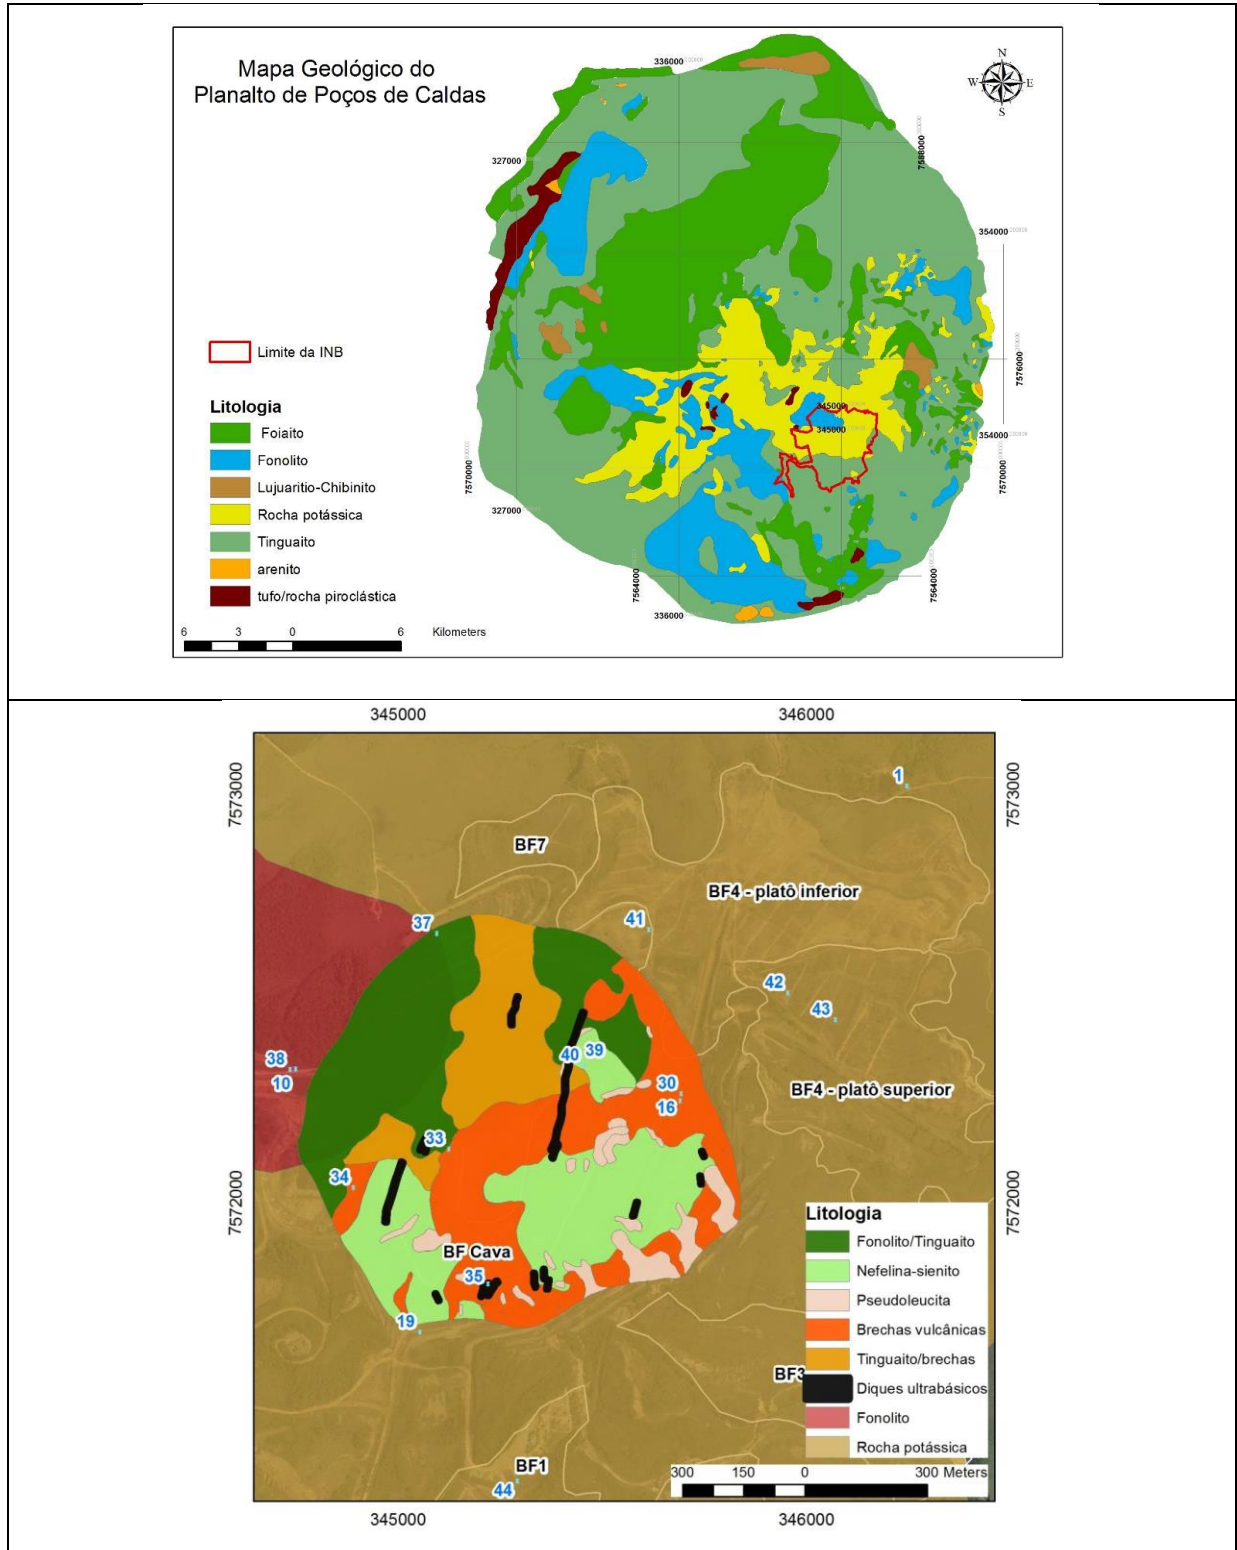 Mapa Geológico do
Planalto de Poços de Caldas
N
W
E
S
336000
327000
7588000
354000
7576000
345000
345000
354000
7570000
7570000
327000
7564000
7564000
336000
Limite da INB
Litologia
Foiaito
Fonolito
Lujuaritio-Chibinito
Rocha potássica
Tinguaito
arenito
tufo/rocha piroclástica
6 3 0 6 Kilometers
345000 346000
7573000 7573000
1
BF7
BF4 - platô inferior
37
41
42
43
38
10
40 39
30
16
BF4 - platô superior
33
34
7572000 7572000
BF Cava
35
19
BF3
BF1
44
Litologia
Fonolito/Tinguaito
Nefelina-sienito
Pseudoleucita
Brechas vulcânicas
Tinguaito/brechas
Diques ultrabásicos
Fonolito
Rocha potássica
300 150 0 300 Meters
345000 346000